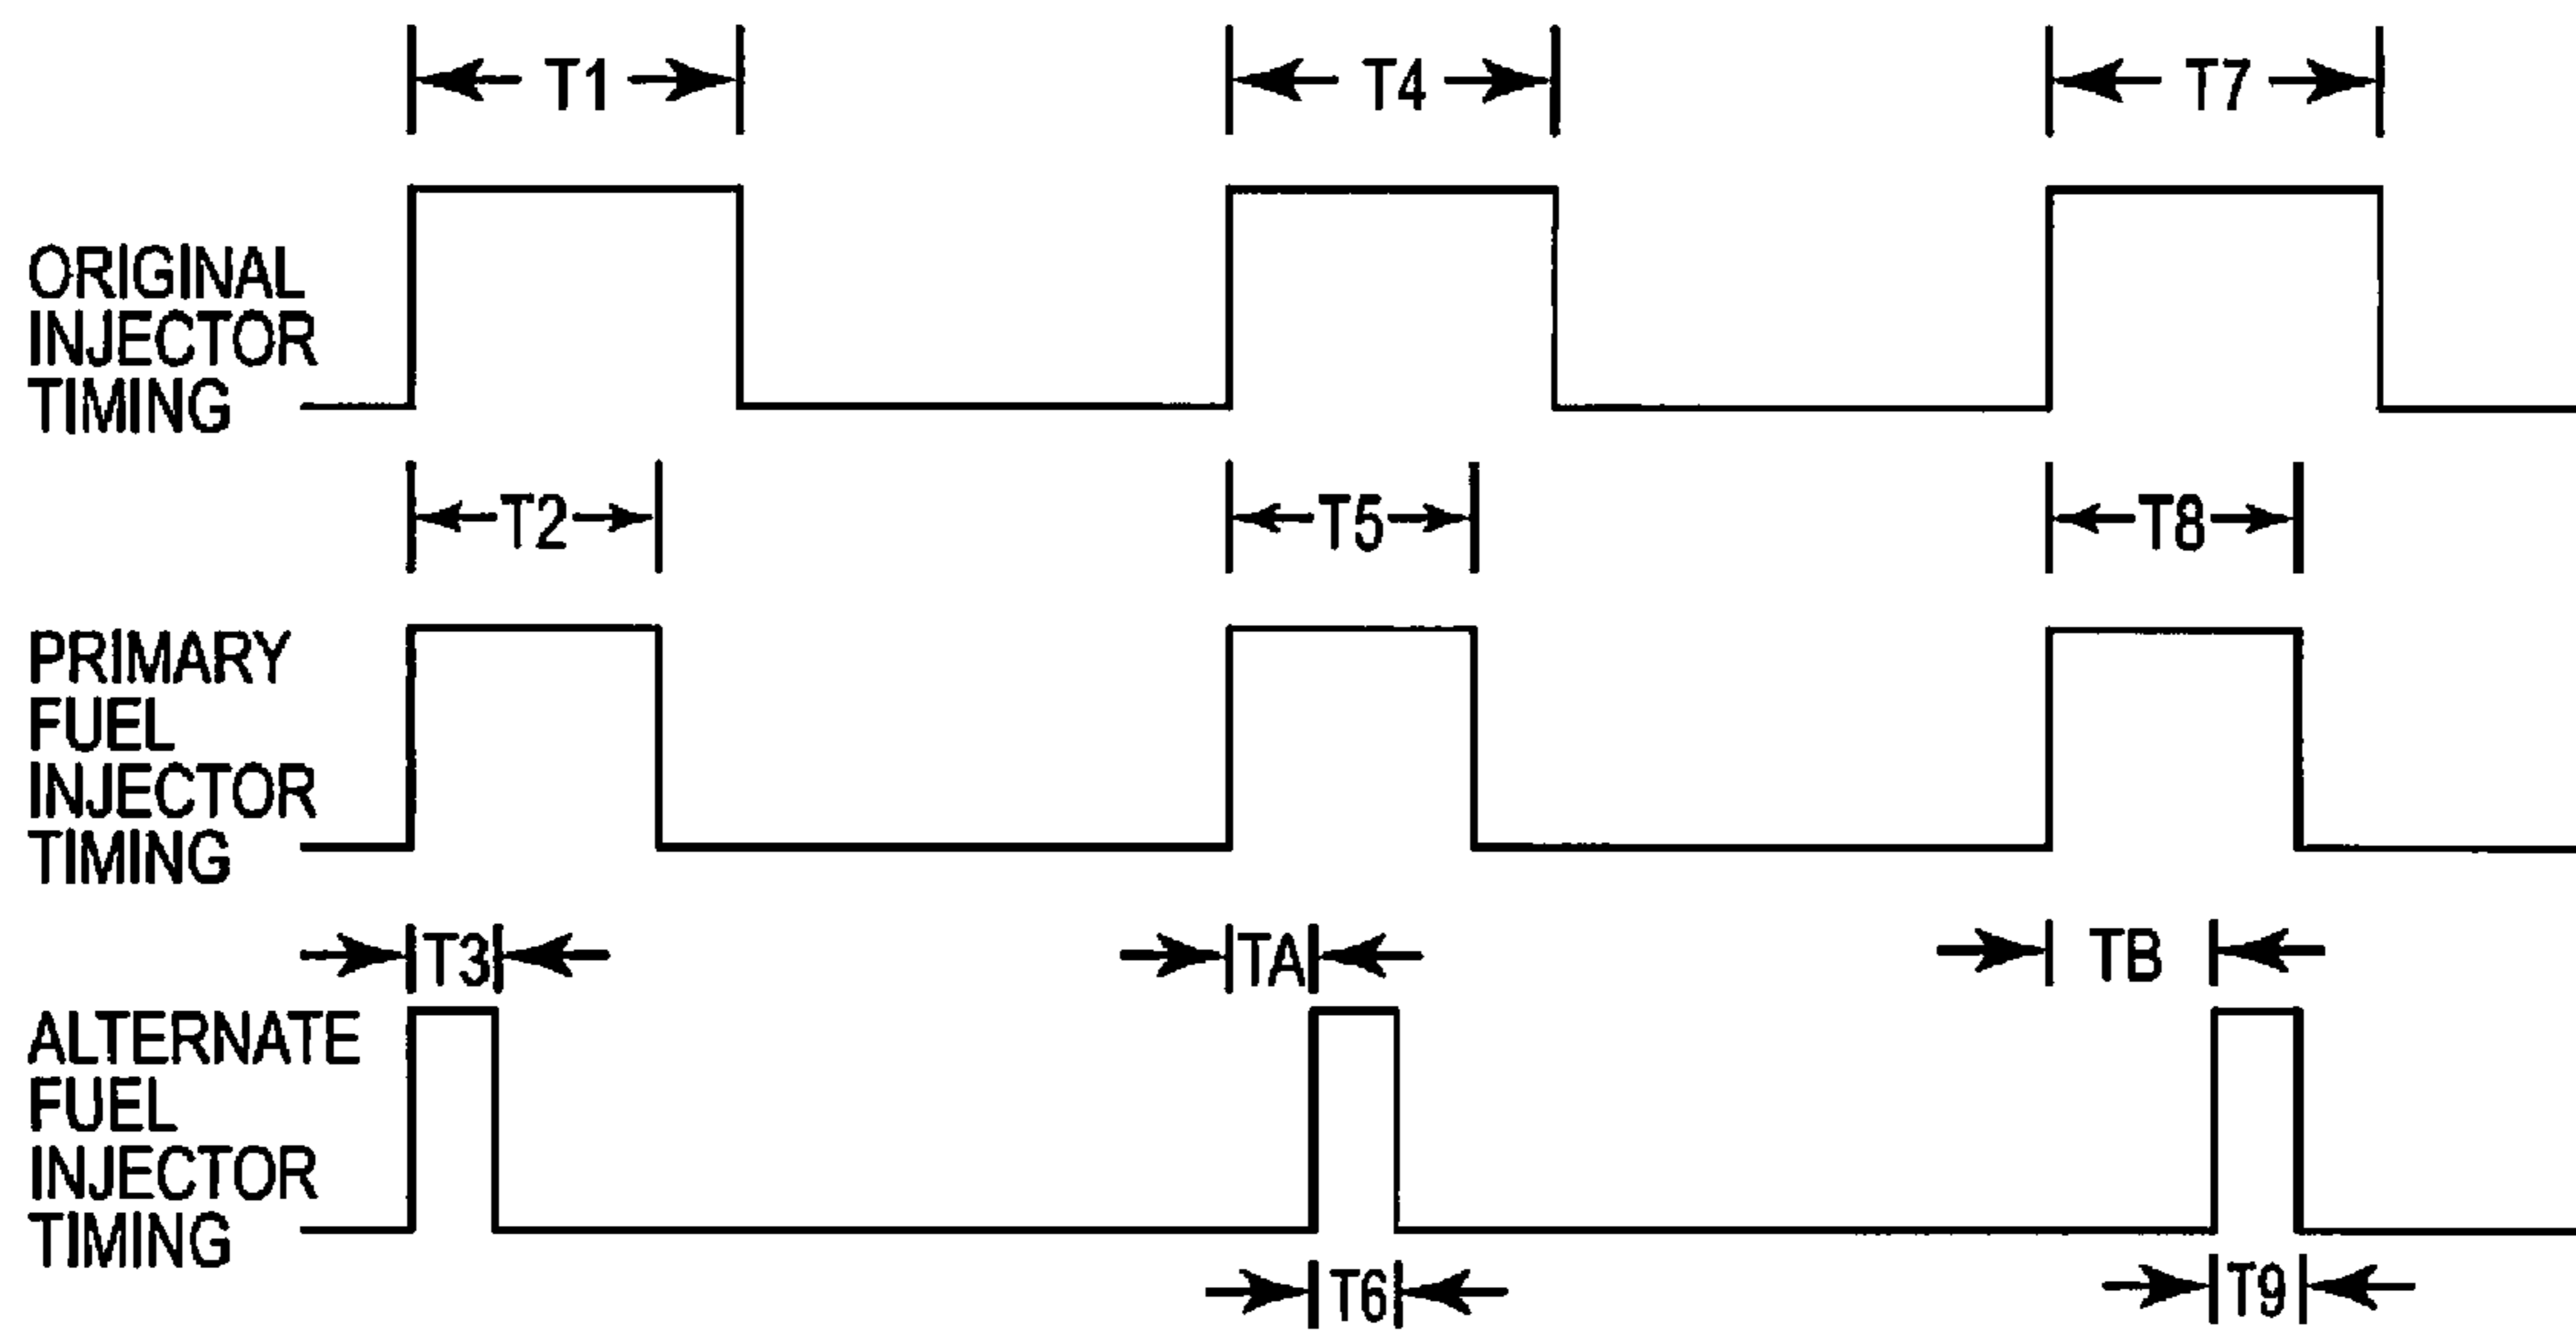 T1 T4 T7
ORIGINAL
INJECTOR
TIMING
T2 T5 T8
PRIMARY
FUEL
INJECTOR
TIMING
T3 TA TB
ALTERNATE
FUEL
INJECTOR
TIMING
T6 T9